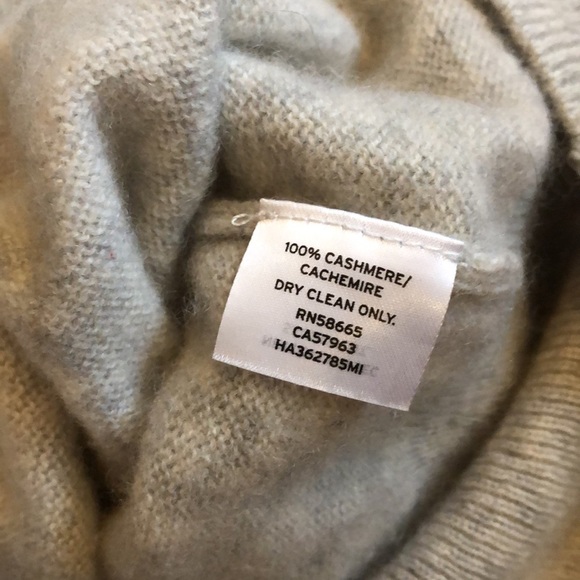 100% CASHMERE/
CACHEMIRE
DRY CLEAN ONLY.
RN58665
CA57963
HA362785MI